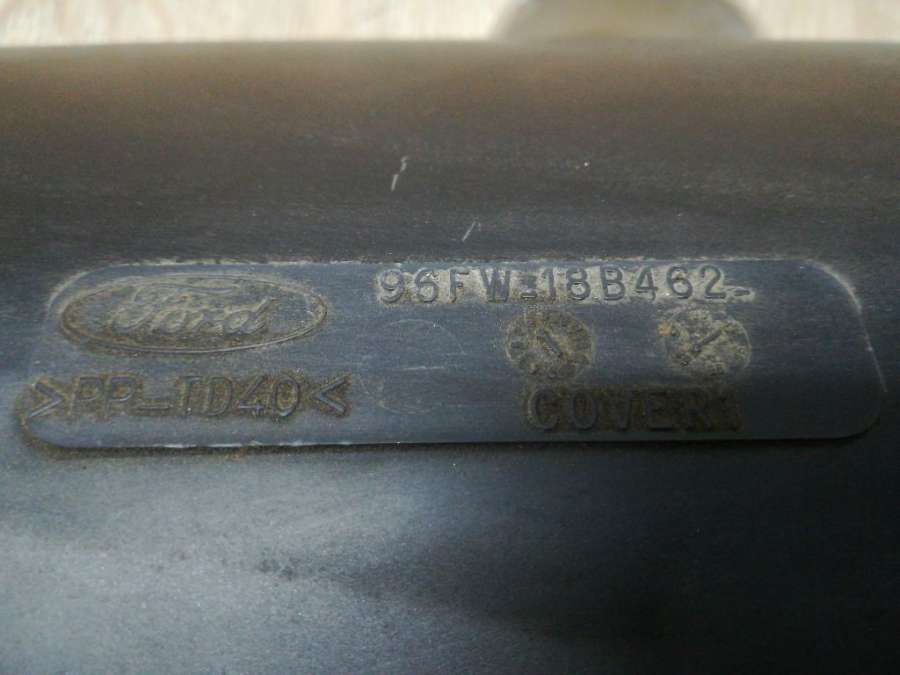 Ford 96FW-18B462-
>PP-TD40< COVER